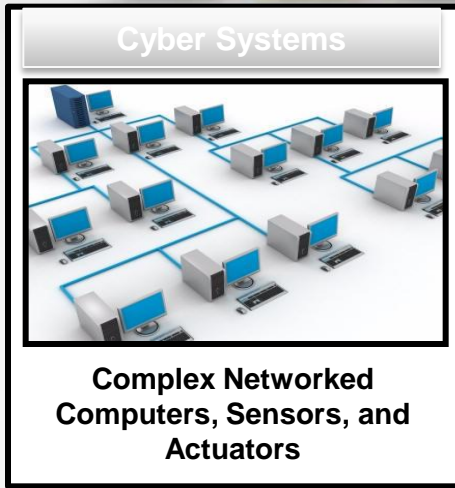 Cyber Systems
Complex Networked
Computers, Sensors, and
Actuators